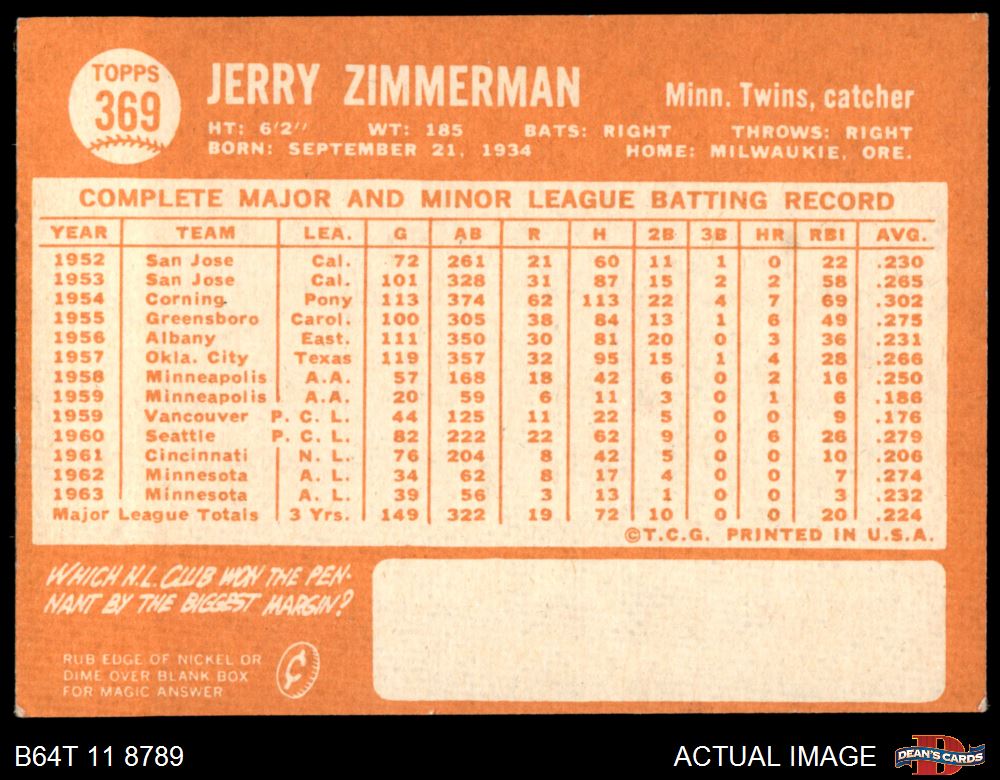 TOPPS
369
JERRY ZIMMERMAN
Minn. Twins, catcher
HT: 6'2" WT: 185 BATS: RIGHT THROWS: RIGHT
BORN: SEPTEMBER 21, 1934 HOME: MILWAUKIE, ORE.
COMPLETE MAJOR AND MINOR LEAGUE BATTING RECORD
YEAR TEAM LEA. G AB R H 2B 3B HR RBI AVG.
1952 San Jose Cal. 72 261 21 60 11 1 0 22 .230
1953 San Jose Cal. 101 328 31 87 15 2 2 58 .265
1954 Corning Pony 113 374 62 113 22 4 7 69 .302
1955 Greensboro Carol. 100 305 38 84 13 1 6 49 .275
1956 Albany East. 111 350 30 81 20 0 3 36 .231
1957 Okla. City Texas 119 357 32 95 15 1 4 28 .266
1958 Minneapolis A.A. 57 168 18 42 6 0 2 16 .250
1959 Minneapolis A.A. 20 59 6 11 3 0 1 6 .186
1959 Vancouver P. C. L. 44 125 11 22 5 0 0 9 .176
1960 Seattle P. C. L. 82 222 22 62 9 0 6 26 .279
1961 Cincinnati N. L. 76 204 8 42 5 0 0 10 .206
1962 Minnesota A. L. 34 62 8 17 4 0 0 7 .274
1963 Minnesota A. L. 39 56 3 13 1 0 0 3 .232
Major League Totals 3 Yrs. 149 322 19 72 10 0 0 20 .224
©T.C.G. PRINTED IN U.S.A.
WHICH N.L. CLUB WON THE PEN-
NANT BY THE BIGGEST MARGIN?
RUB EDGE OF NICKEL OR
DIME OVER BLANK BOX
FOR MAGIC ANSWER
B64T 11 8789
ACTUAL IMAGE
DEAN'S CARDS